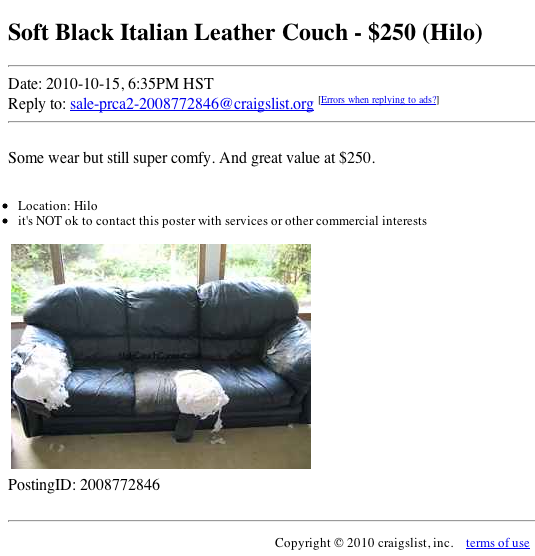 Soft Black Italian Leather Couch - $250 (Hilo)
Date: 2010-10-15, 6:35PM HST
Reply to: sale-prca2-2008772846@craigslist.org [Errors when replying to ads?]
Some wear but still super comfy. And great value at $250.
• Location: Hilo
• it's NOT ok to contact this poster with services or other commercial interests
PostingID: 2008772846
Copyright © 2010 craigslist, inc. terms of use